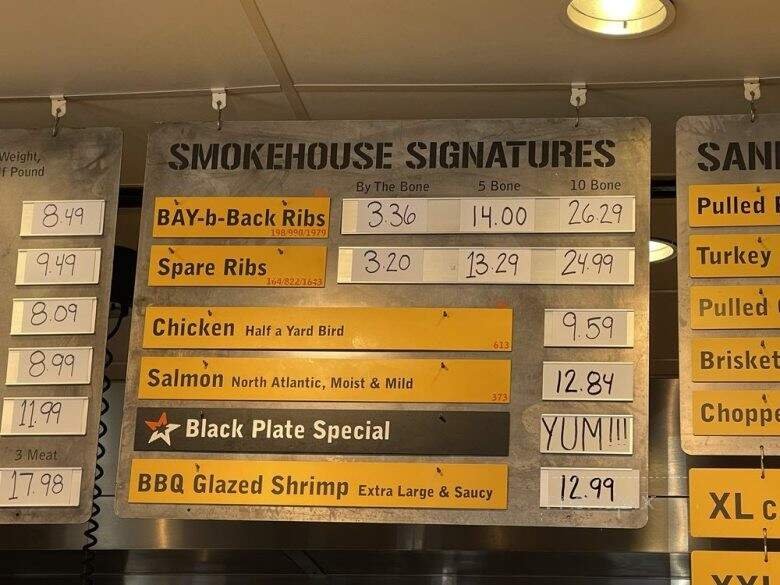 Weight,
f Pound
8.49
9.49
8.09
8.99
11.99
3 Meat
17.98
SMOKEHOUSE SIGNATURES
By The Bone 5 Bone 10 Bone
BAY-b-Back Ribs 198/990/1979 3.36 14.00 26.29
Spare Ribs 164/822/1643 3.20 13.29 24.99
Chicken Half a Yard Bird 613 9.59
Salmon North Atlantic, Moist & Mild 373 12.84
Black Plate Special YUM!!!
BBQ Glazed Shrimp Extra Large & Saucy 12.99
SAN
Pulled
Turkey
Pulled
Brisket
Choppe
XL c
XXL